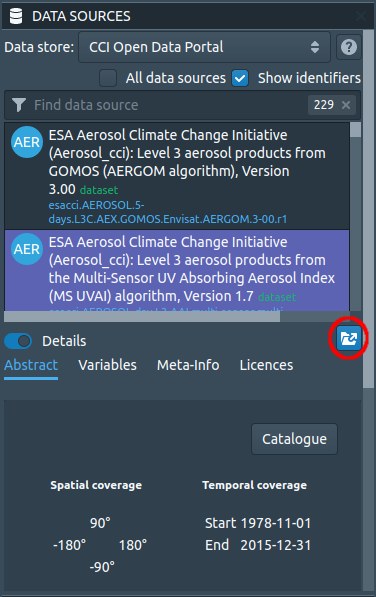 DATA SOURCES
Data store: CCI Open Data Portal ?
All data sources Show identifiers
Find data source 229 ×
AER ESA Aerosol Climate Change Initiative
(Aerosol_cci): Level 3 aerosol products from
GOMOS (AERGOM algorithm), Version
3.00 dataset
esacci.AEROSOL.5-
days.L3C.AEX.GOMOS.Envisat.AERGOM.3-00.r1
AER ESA Aerosol Climate Change Initiative
(Aerosol_cci): Level 3 aerosol products from
the Multi-Sensor UV Absorbing Aerosol Index
(MS UVAI) algorithm, Version 1.7 dataset
Details
Abstract Variables Meta-Info Licences
Catalogue
Spatial coverage Temporal coverage
90° Start 1978-11-01
-180° 180° End 2015-12-31
-90°